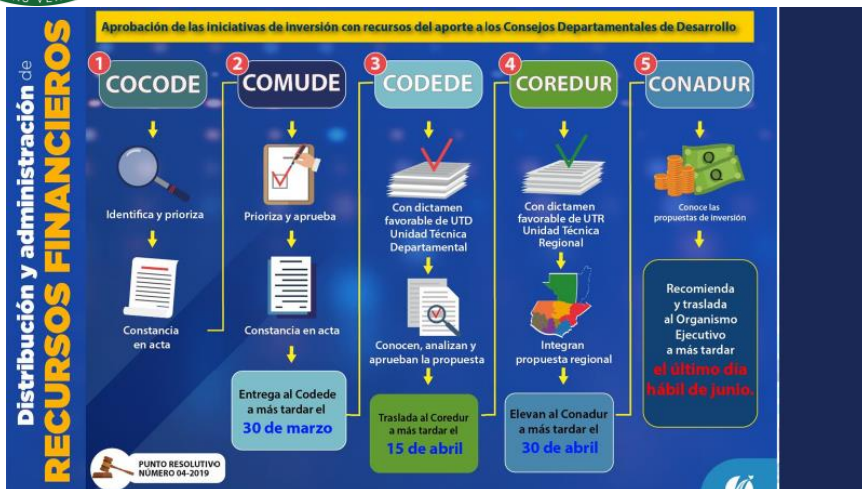 Distribución y administración de
RECURSOS FINANCIEROS
Aprobación de las iniciativas de inversión con recursos del aporte a los Consejos Departamentales de Desarrollo
1
COCODE
Identifica y prioriza
Constancia
en acta
2
COMUDE
Prioriza y aprueba
Constancia en acta
Entrega al Codede
a más tardar el
30 de marzo
3
CODEDE
Con dictamen
favorable de UTD
Unidad Técnica
Departamental
Conocen, analizan y
aprueban la propuesta
Traslada al Coredur
a más tardar el
15 de abril
4
COREDUR
Con dictamen
favorable de UTR
Unidad Técnica
Regional
Integran
propuesta regional
Elevan al Conadur
a más tardar el
30 de abril
5
CONADUR
Q
Q
Conoce las
propuestas de inversión
Recomienda
y traslada
al Organismo
Ejecutivo
a más tardar
el último día
hábil de junio.
PUNTO RESOLUTIVO
NÚMERO 04-2019